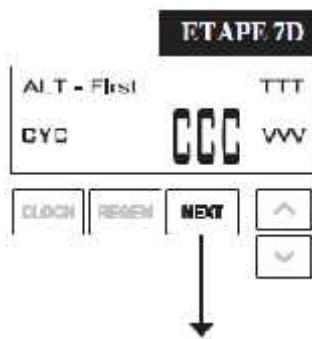 ETAPE 7D
ALT - First TTT
CYC CCC VVV
CLOCK REGEN NEXT